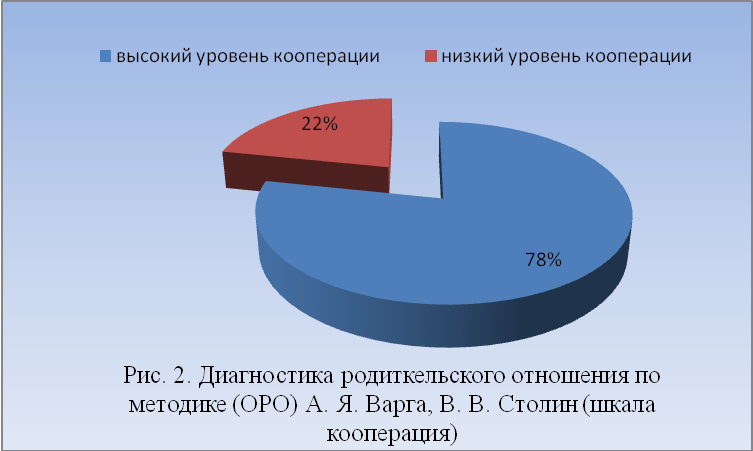 высокий уровень кооперации
низкий уровень кооперации
22%
78%
Рис. 2. Диагностика родиткельского отношения по
методике (ОРО) А. Я. Варга, В. В. Столин (шкала
кооперация)